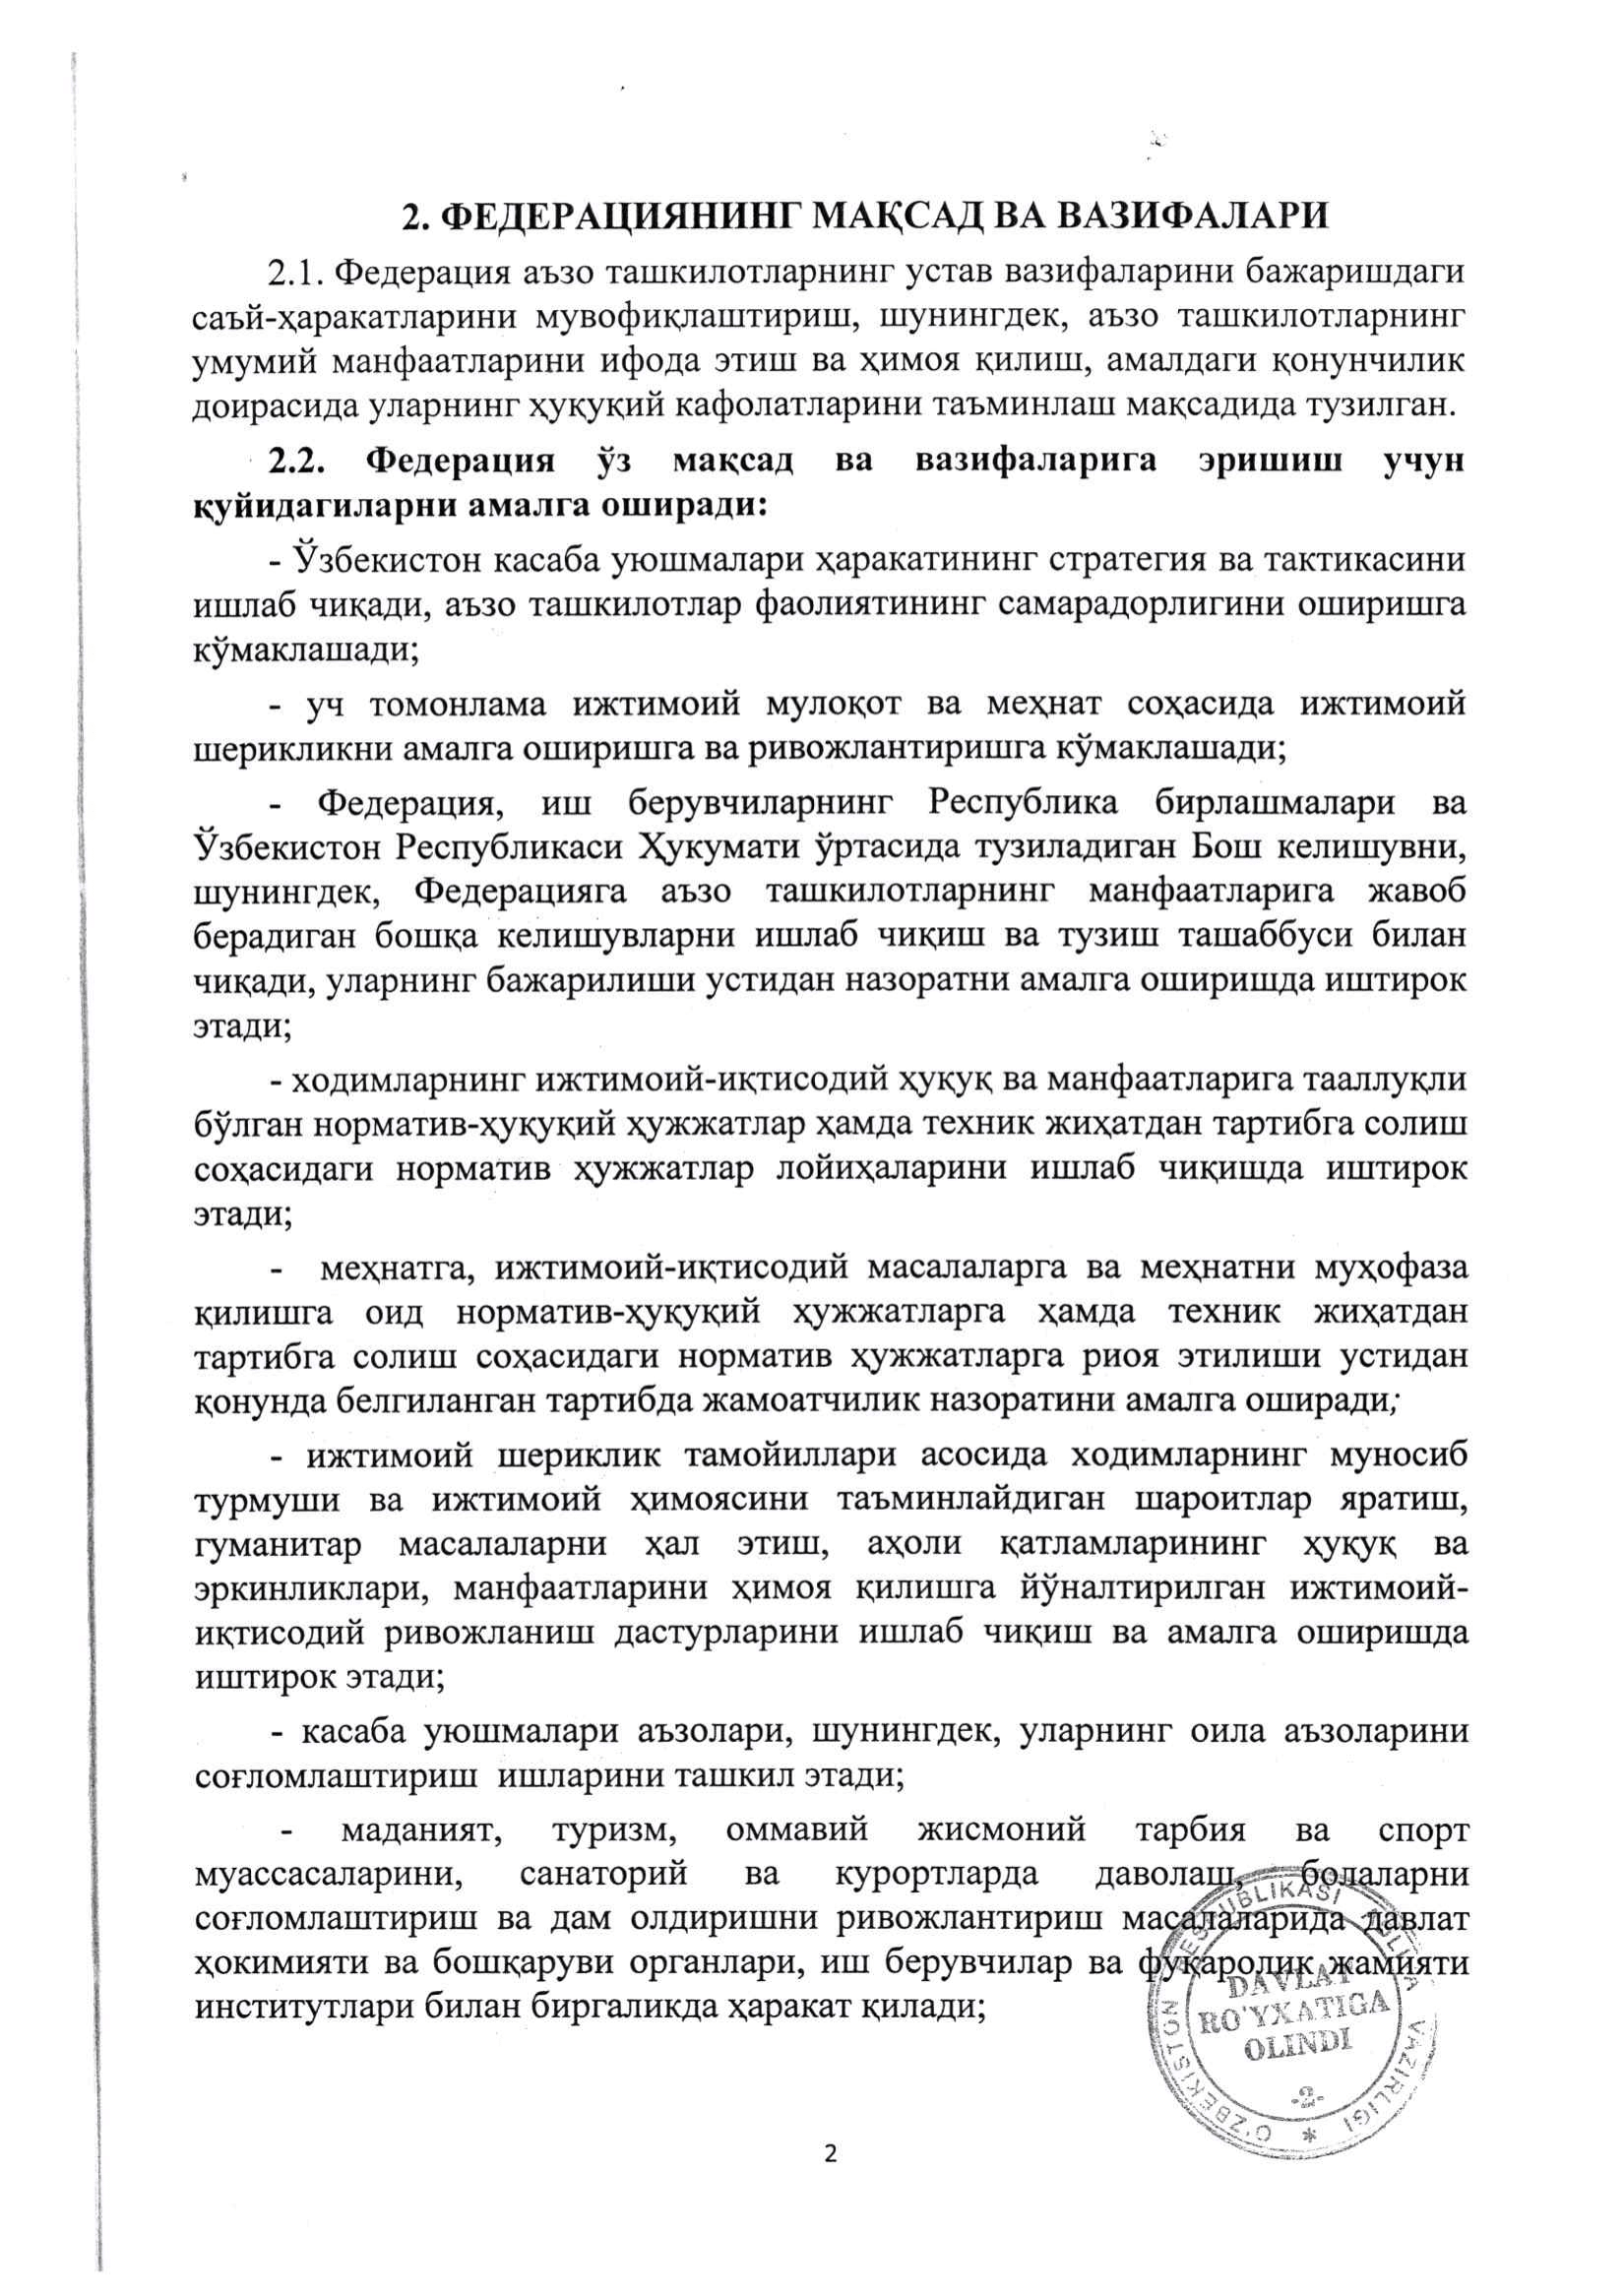 2. ФЕДЕРАЦИЯНИНГ МАҚСАД ВА ВАЗИФАЛАРИ
2.1. Федерация аъзо ташкилотларнинг устав вазифаларини бажаришдаги
саъй-ҳаракатларини мувофиқлаштириш, шунингдек, аъзо ташкилотларнинг
умумий манфаатларини ифода этиш ва ҳимоя қилиш, амалдаги қонунчилик
доирасида уларнинг ҳуқуқий кафолатларини таъминлаш мақсадида тузилган.
2.2. Федерация ўз мақсад ва вазифаларига эришиш учун
қуйидагиларни амалга оширади:
- Ўзбекистон касаба уюшмалари ҳаракатининг стратегия ва тактикасини
ишлаб чиқади, аъзо ташкилотлар фаолиятининг самарадорлигини оширишга
кўмаклашади;
- уч томонлама ижтимоий мулоқот ва меҳнат соҳасида ижтимоий
шерикликни амалга оширишга ва ривожлантиришга кўмаклашади;
- Федерация, иш берувчиларнинг Республика бирлашмалари ва
Ўзбекистон Республикаси Ҳукумати ўртасида тузиладиган Бош келишувни,
шунингдек, Федерацияга аъзо ташкилотларнинг манфаатларига жавоб
берадиган бошқа келишувларни ишлаб чиқиш ва тузиш ташаббуси билан
чиқади, уларнинг бажарилиши устидан назоратни амалга оширишда иштирок
этади;
- ходимларнинг ижтимоий-иқтисодий ҳуқуқ ва манфаатларига тааллуқли
бўлган норматив-ҳуқуқий ҳужжатлар ҳамда техник жиҳатдан тартибга солиш
соҳасидаги норматив ҳужжатлар лойиҳаларини ишлаб чиқишда иштирок
этади;
- меҳнатга, ижтимоий-иқтисодий масалаларга ва меҳнатни муҳофаза
қилишга оид норматив-ҳуқуқий ҳужжатларга ҳамда техник жиҳатдан
тартибга солиш соҳасидаги норматив ҳужжатларга риоя этилиши устидан
қонунда белгиланган тартибда жамоатчилик назоратини амалга оширади;
- ижтимоий шериклик тамойиллари асосида ходимларнинг муносиб
турмуши ва ижтимоий ҳимоясини таъминлайдиган шароитлар яратиш,
гуманитар масалаларни ҳал этиш, аҳоли қатламларининг ҳуқуқ ва
эркинликлари, манфаатларини ҳимоя қилишга йўналтирилган ижтимоий-
иқтисодий ривожланиш дастурларини ишлаб чиқиш ва амалга оширишда
иштирок этади;
- касаба уюшмалари аъзолари, шунингдек, уларнинг оила аъзоларини
соғломлаштириш ишларини ташкил этади;
- маданият, туризм, оммавий жисмоний тарбия ва спорт
муассасаларини, санаторий ва курортларда даволаш, болаларни
соғломлаштириш ва дам олдиришни ривожлантириш масалаларида давлат
ҳокимияти ва бошқаруви органлари, иш берувчилар ва фуқаролик жамияти
институтлари билан биргаликда ҳаракат қилади;
O'ZBEKISTON RESPUBLIKASI ADLIYA VAZIRLIGI *
DAVLAT
RO'YXATIGA
OLINDI
-2-
2